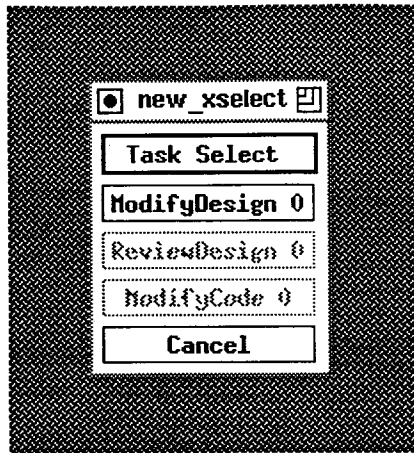 new_xselect
Task Select
ModifyDesign 0
ReviewDesign 0
ModifyCode 0
Cancel